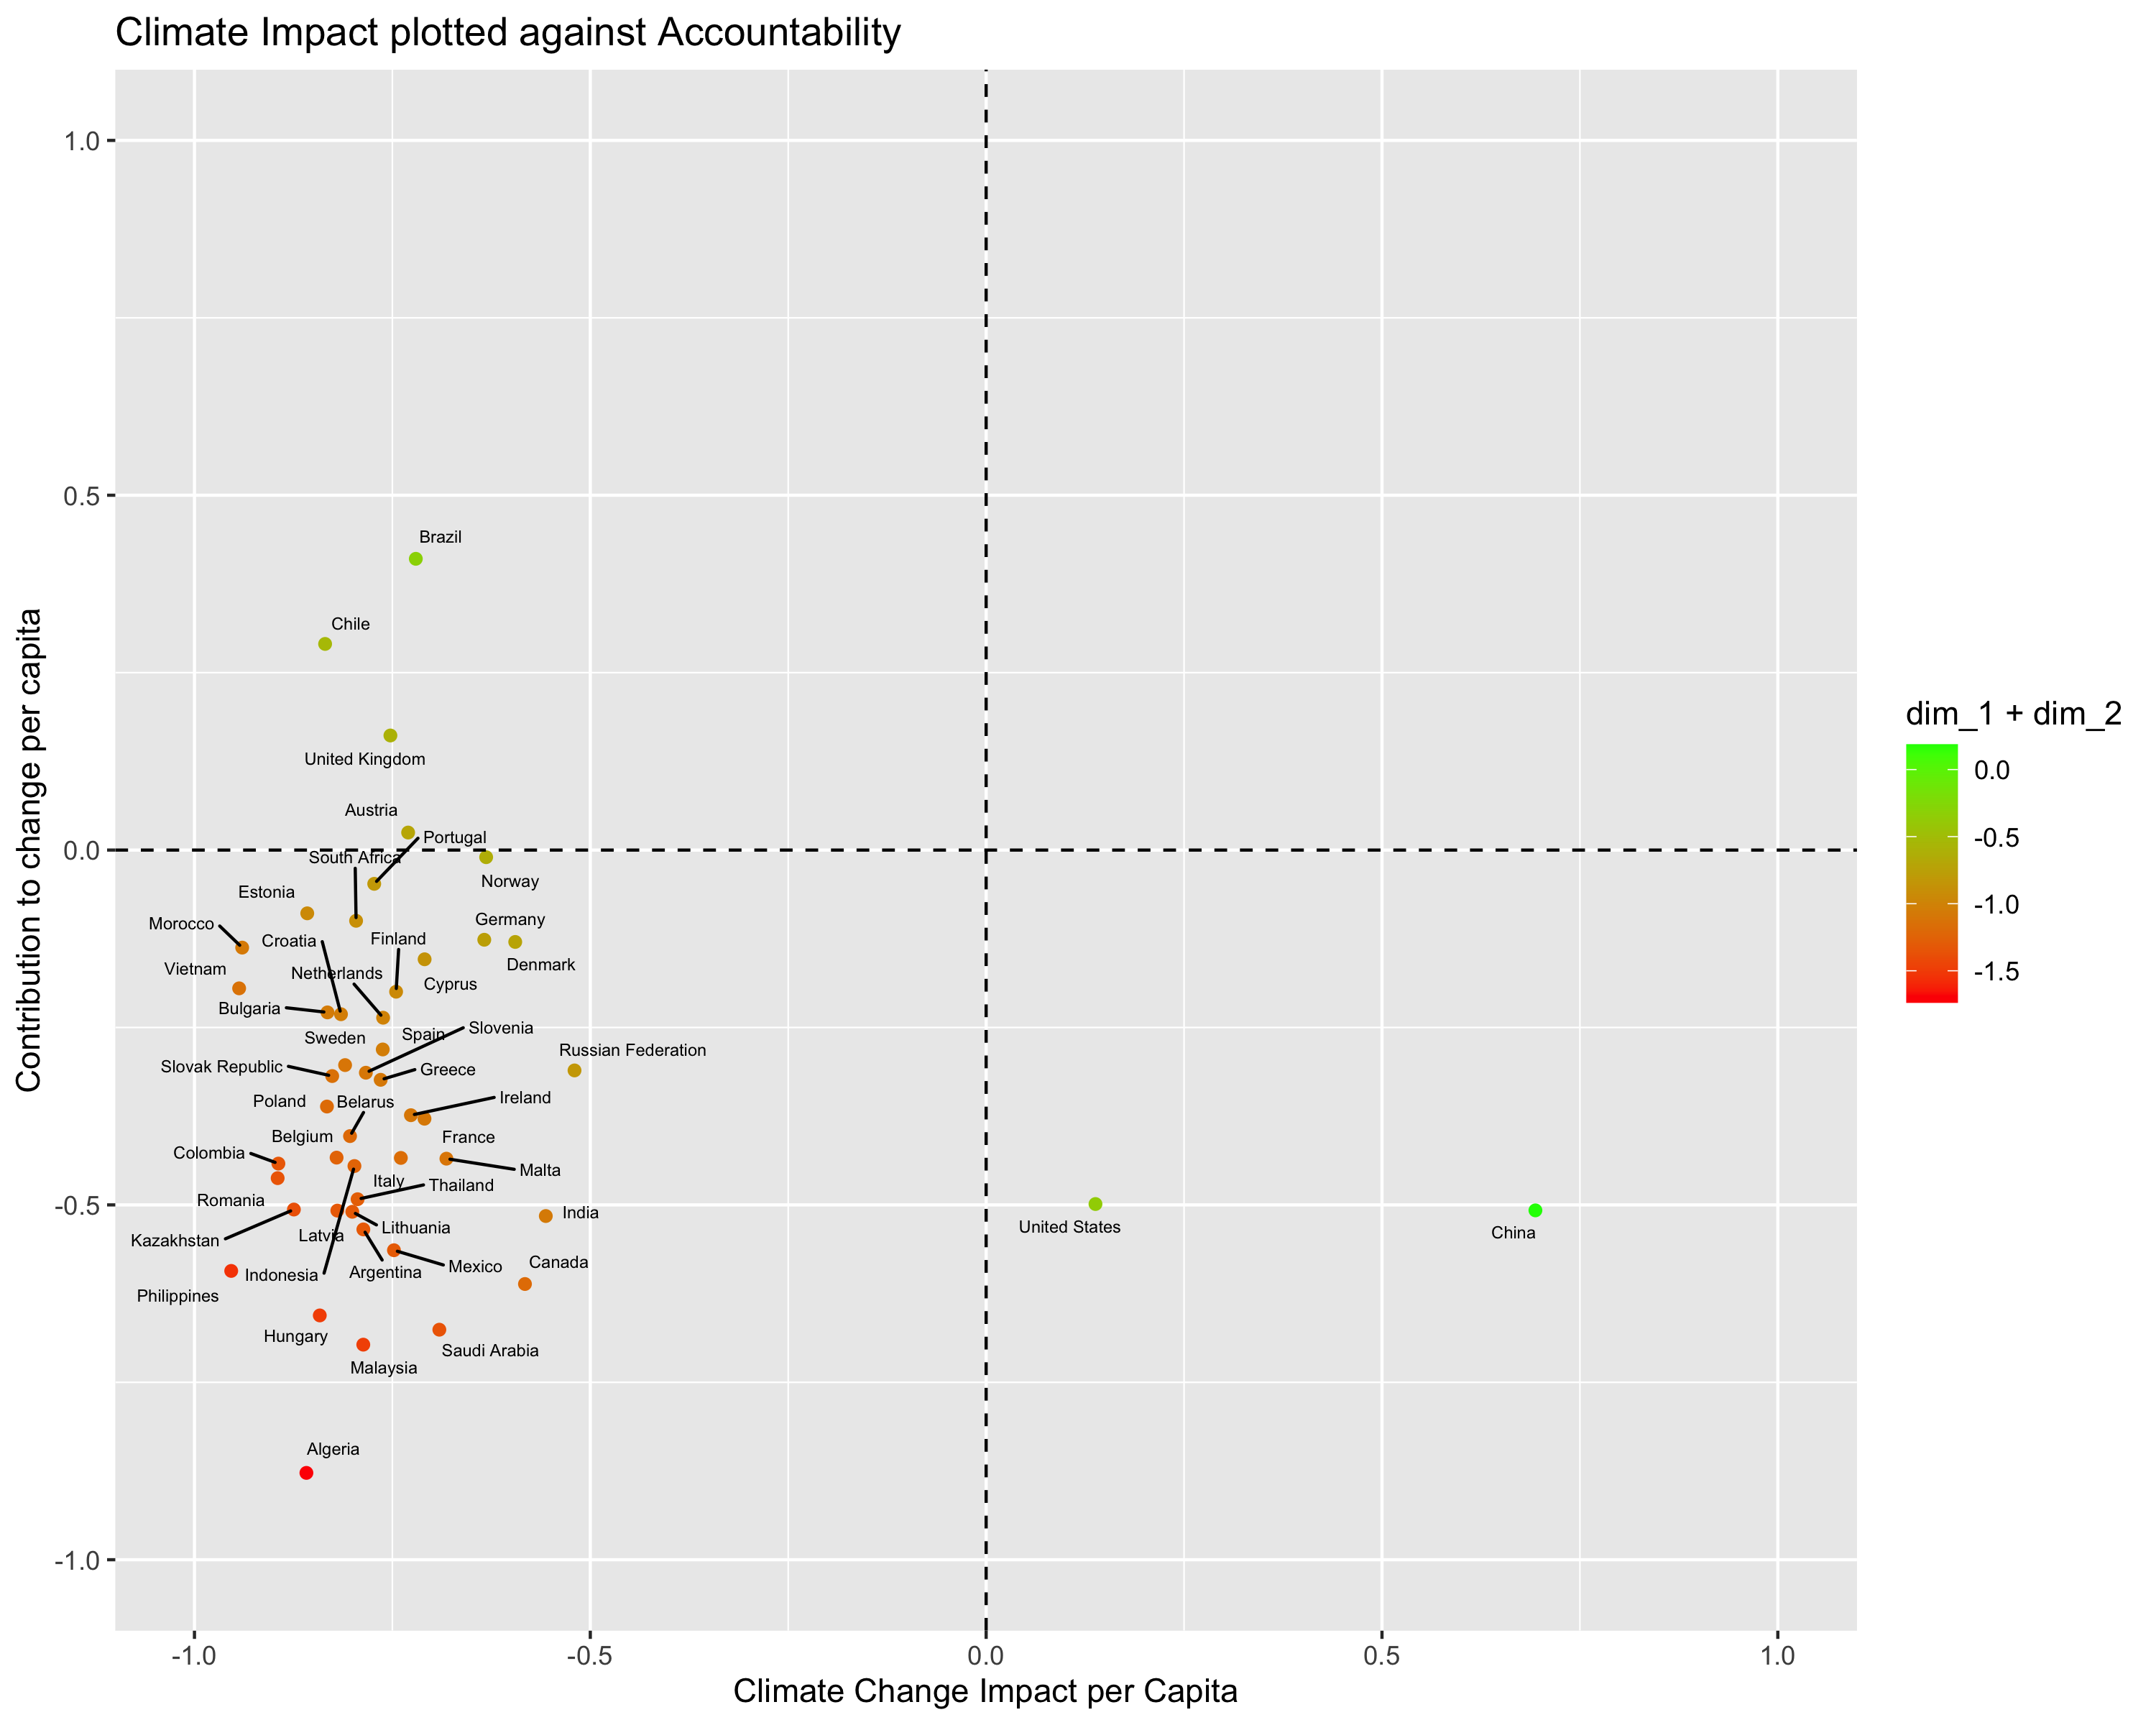 Climate Impact plotted against Accountability
1.0
0.5
0.0
-0.5
-1.0
Contribution to change per capita
Brazil
Chile
United Kingdom
Austria
Portugal
South Africa
Norway
Estonia
Germany
Morocco
Croatia
Finland
Denmark
Vietnam
Netherlands
Cyprus
Bulgaria
Slovenia
Sweden
Spain
Russian Federation
Slovak Republic
Greece
Ireland
Poland
Belarus
Belgium
France
Colombia
Malta
Italy
Thailand
Romania
India
Lithuania
United States
China
Kazakhstan
Latvia
Canada
Mexico
Indonesia
Argentina
Philippines
Hungary
Saudi Arabia
Malaysia
Algeria
-1.0
-0.5
0.0
0.5
1.0
Climate Change Impact per Capita
dim_1 + dim_2
0.0
-0.5
-1.0
-1.5